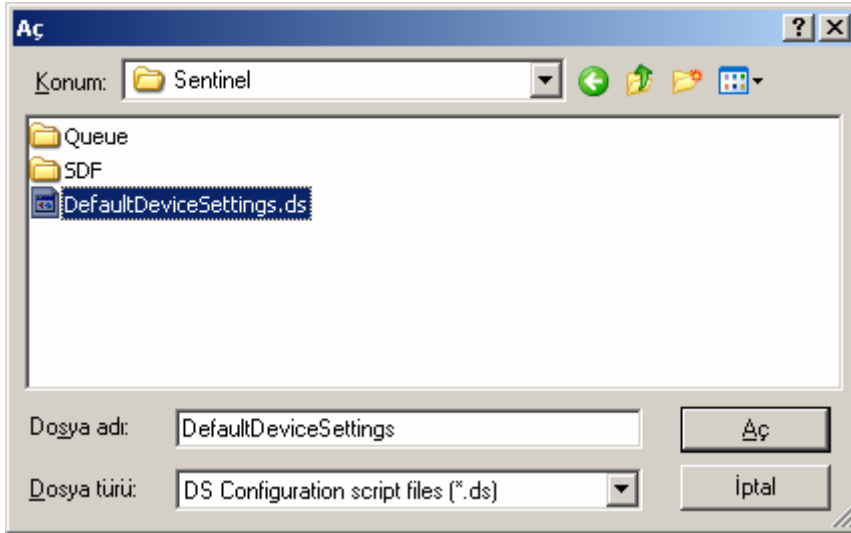 Aç
Konum: Sentinel
Queue
SDF
DefaultDeviceSettings.ds
Dosya adı: DefaultDeviceSettings Aç
Dosya türü: DS Configuration script files (*.ds) İptal